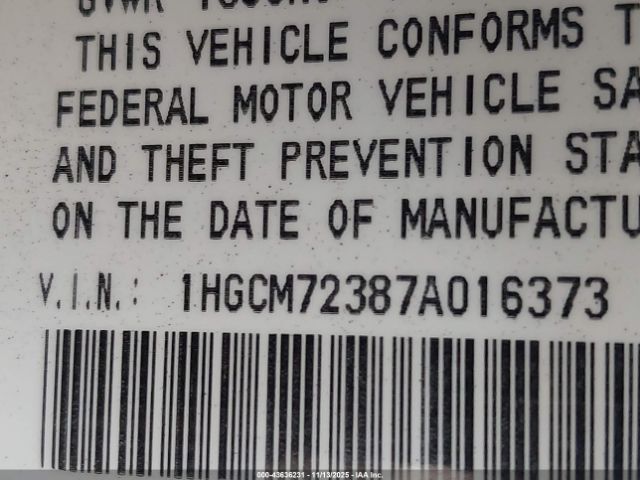 GVWR
THIS VEHICLE CONFORMS T
FEDERAL MOTOR VEHICLE SA
AND THEFT PREVENTION STA
ON THE DATE OF MANUFACTU
V.I.N.: 1HGCM72387A016373
000-43636231 - 11/13/2025 - IAA Inc.